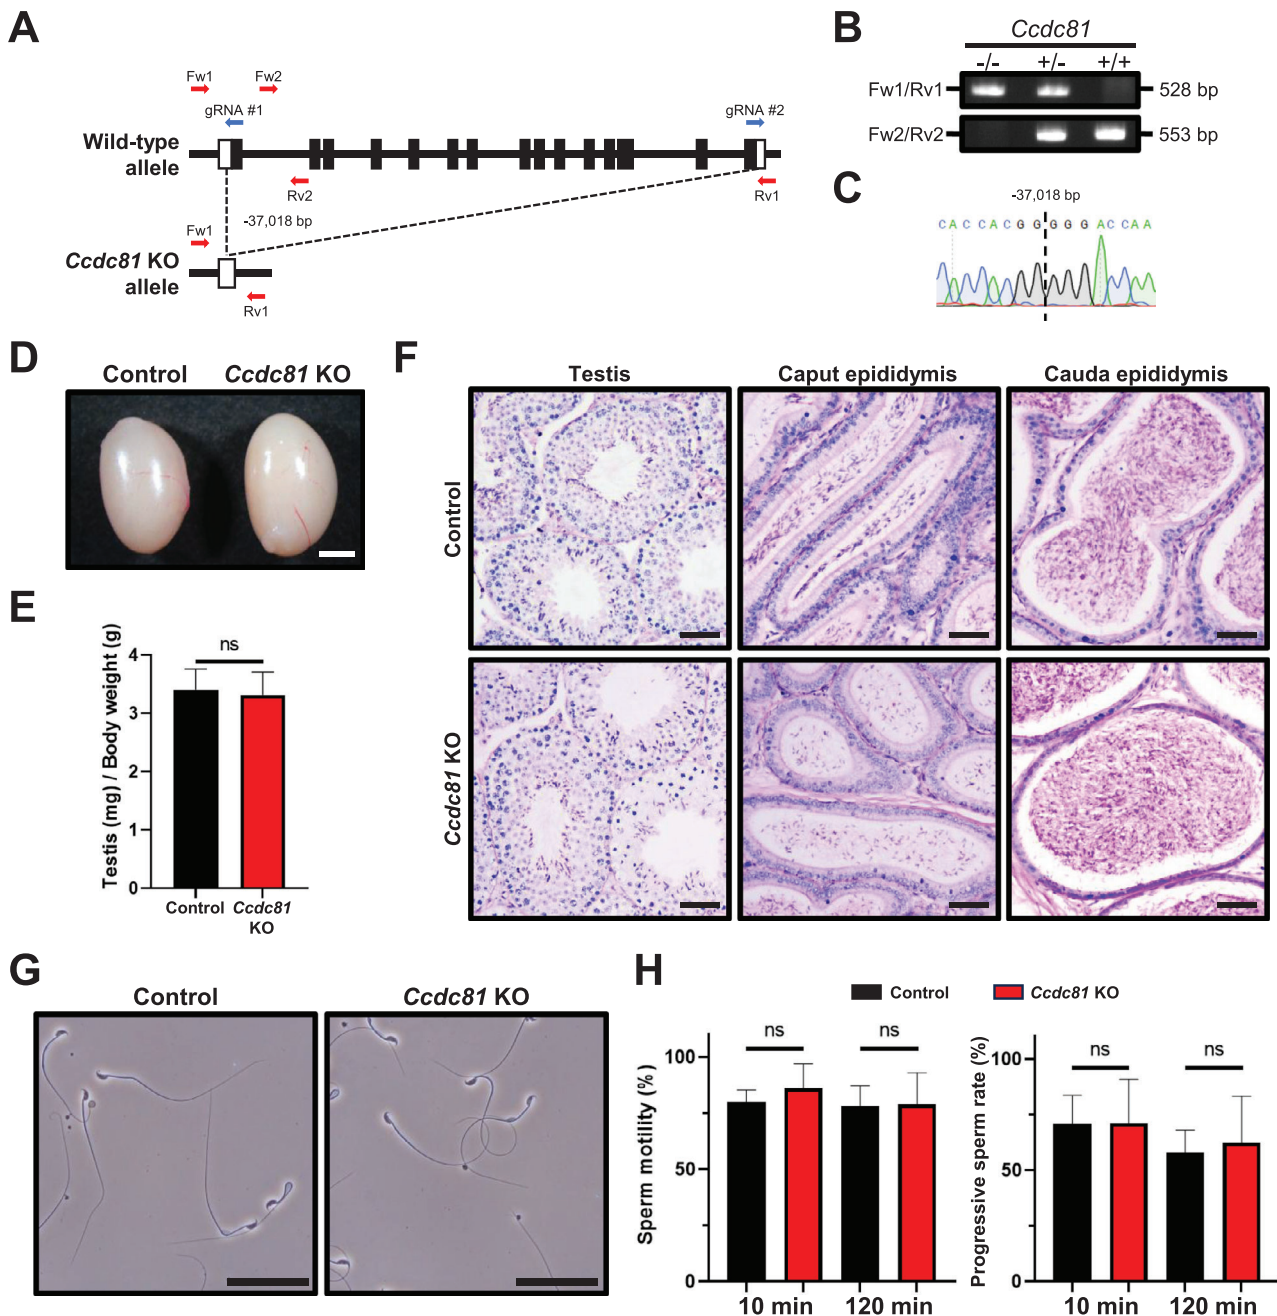 A
Fw1
Fw2
gRNA #1
gRNA #2
Wild-type
allele
Rv2
Rv1
-37,018 bp
Fw1
Ccdc81 KO
allele
Rv1
B
Ccdc81
-/- +/- +/+
Fw1/Rv1 528 bp
Fw2/Rv2 553 bp
C
-37,018 bp
CACCACGGGGGACCAA
D
Control Ccdc81 KO
E
Testis (mg) / Body weight (g)
4
3
2
1
0
ns
Control Ccdc81
KO
F
Testis Caput epididymis Cauda epididymis
Control
Ccdc81 KO
G
Control Ccdc81 KO
H
Control Ccdc81 KO
Sperm motility (%)
100
50
0
ns ns
10 min 120 min
Progressive sperm rate (%)
100
50
0
ns ns
10 min 120 min